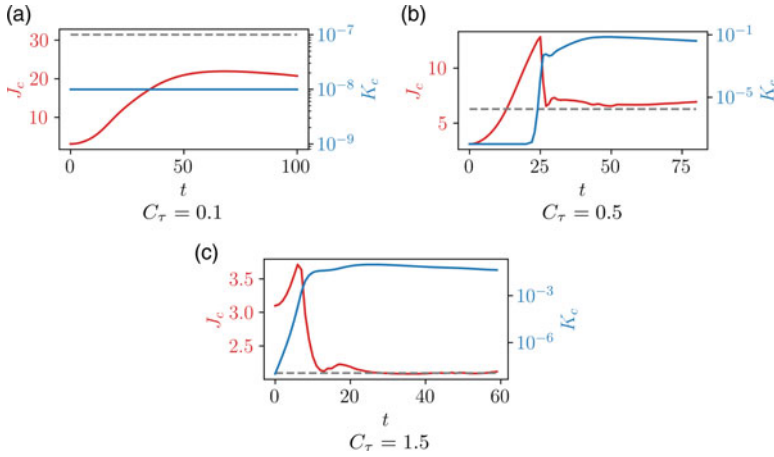 (a)
30
20
10
J_c
10^{-7}
10^{-8}
10^{-9}
K_c
0 50 100
t
C_τ = 0.1
(b)
10
5
J_c
10^{-1}
10^{-5}
K_c
0 25 50 75
t
C_τ = 0.5
(c)
3.5
3.0
2.5
J_c
10^{-3}
10^{-6}
K_c
0 20 40 60
t
C_τ = 1.5